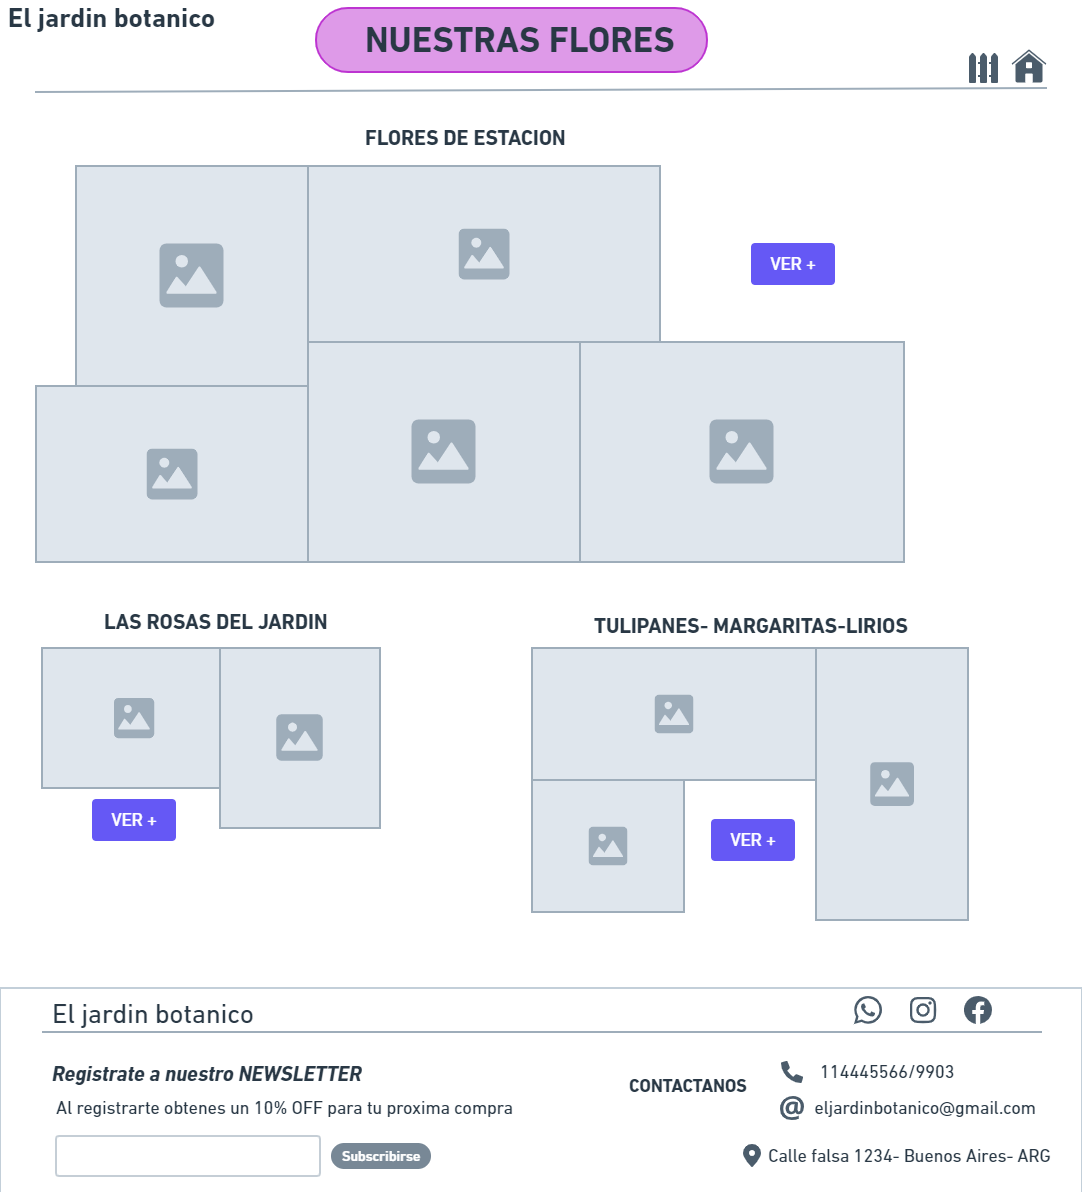 El jardin botanico
NUESTRAS FLORES
FLORES DE ESTACION
VER +
LAS ROSAS DEL JARDIN
TULIPANES- MARGARITAS-LIRIOS
VER +
VER +
El jardin botanico
Registrate a nuestro NEWSLETTER
Al registrarte obtenes un 10% OFF para tu proxima compra
Subscribirse
CONTACTANOS
114445566/9903
eljardinbotanico@gmail.com
Calle falsa 1234- Buenos Aires- ARG